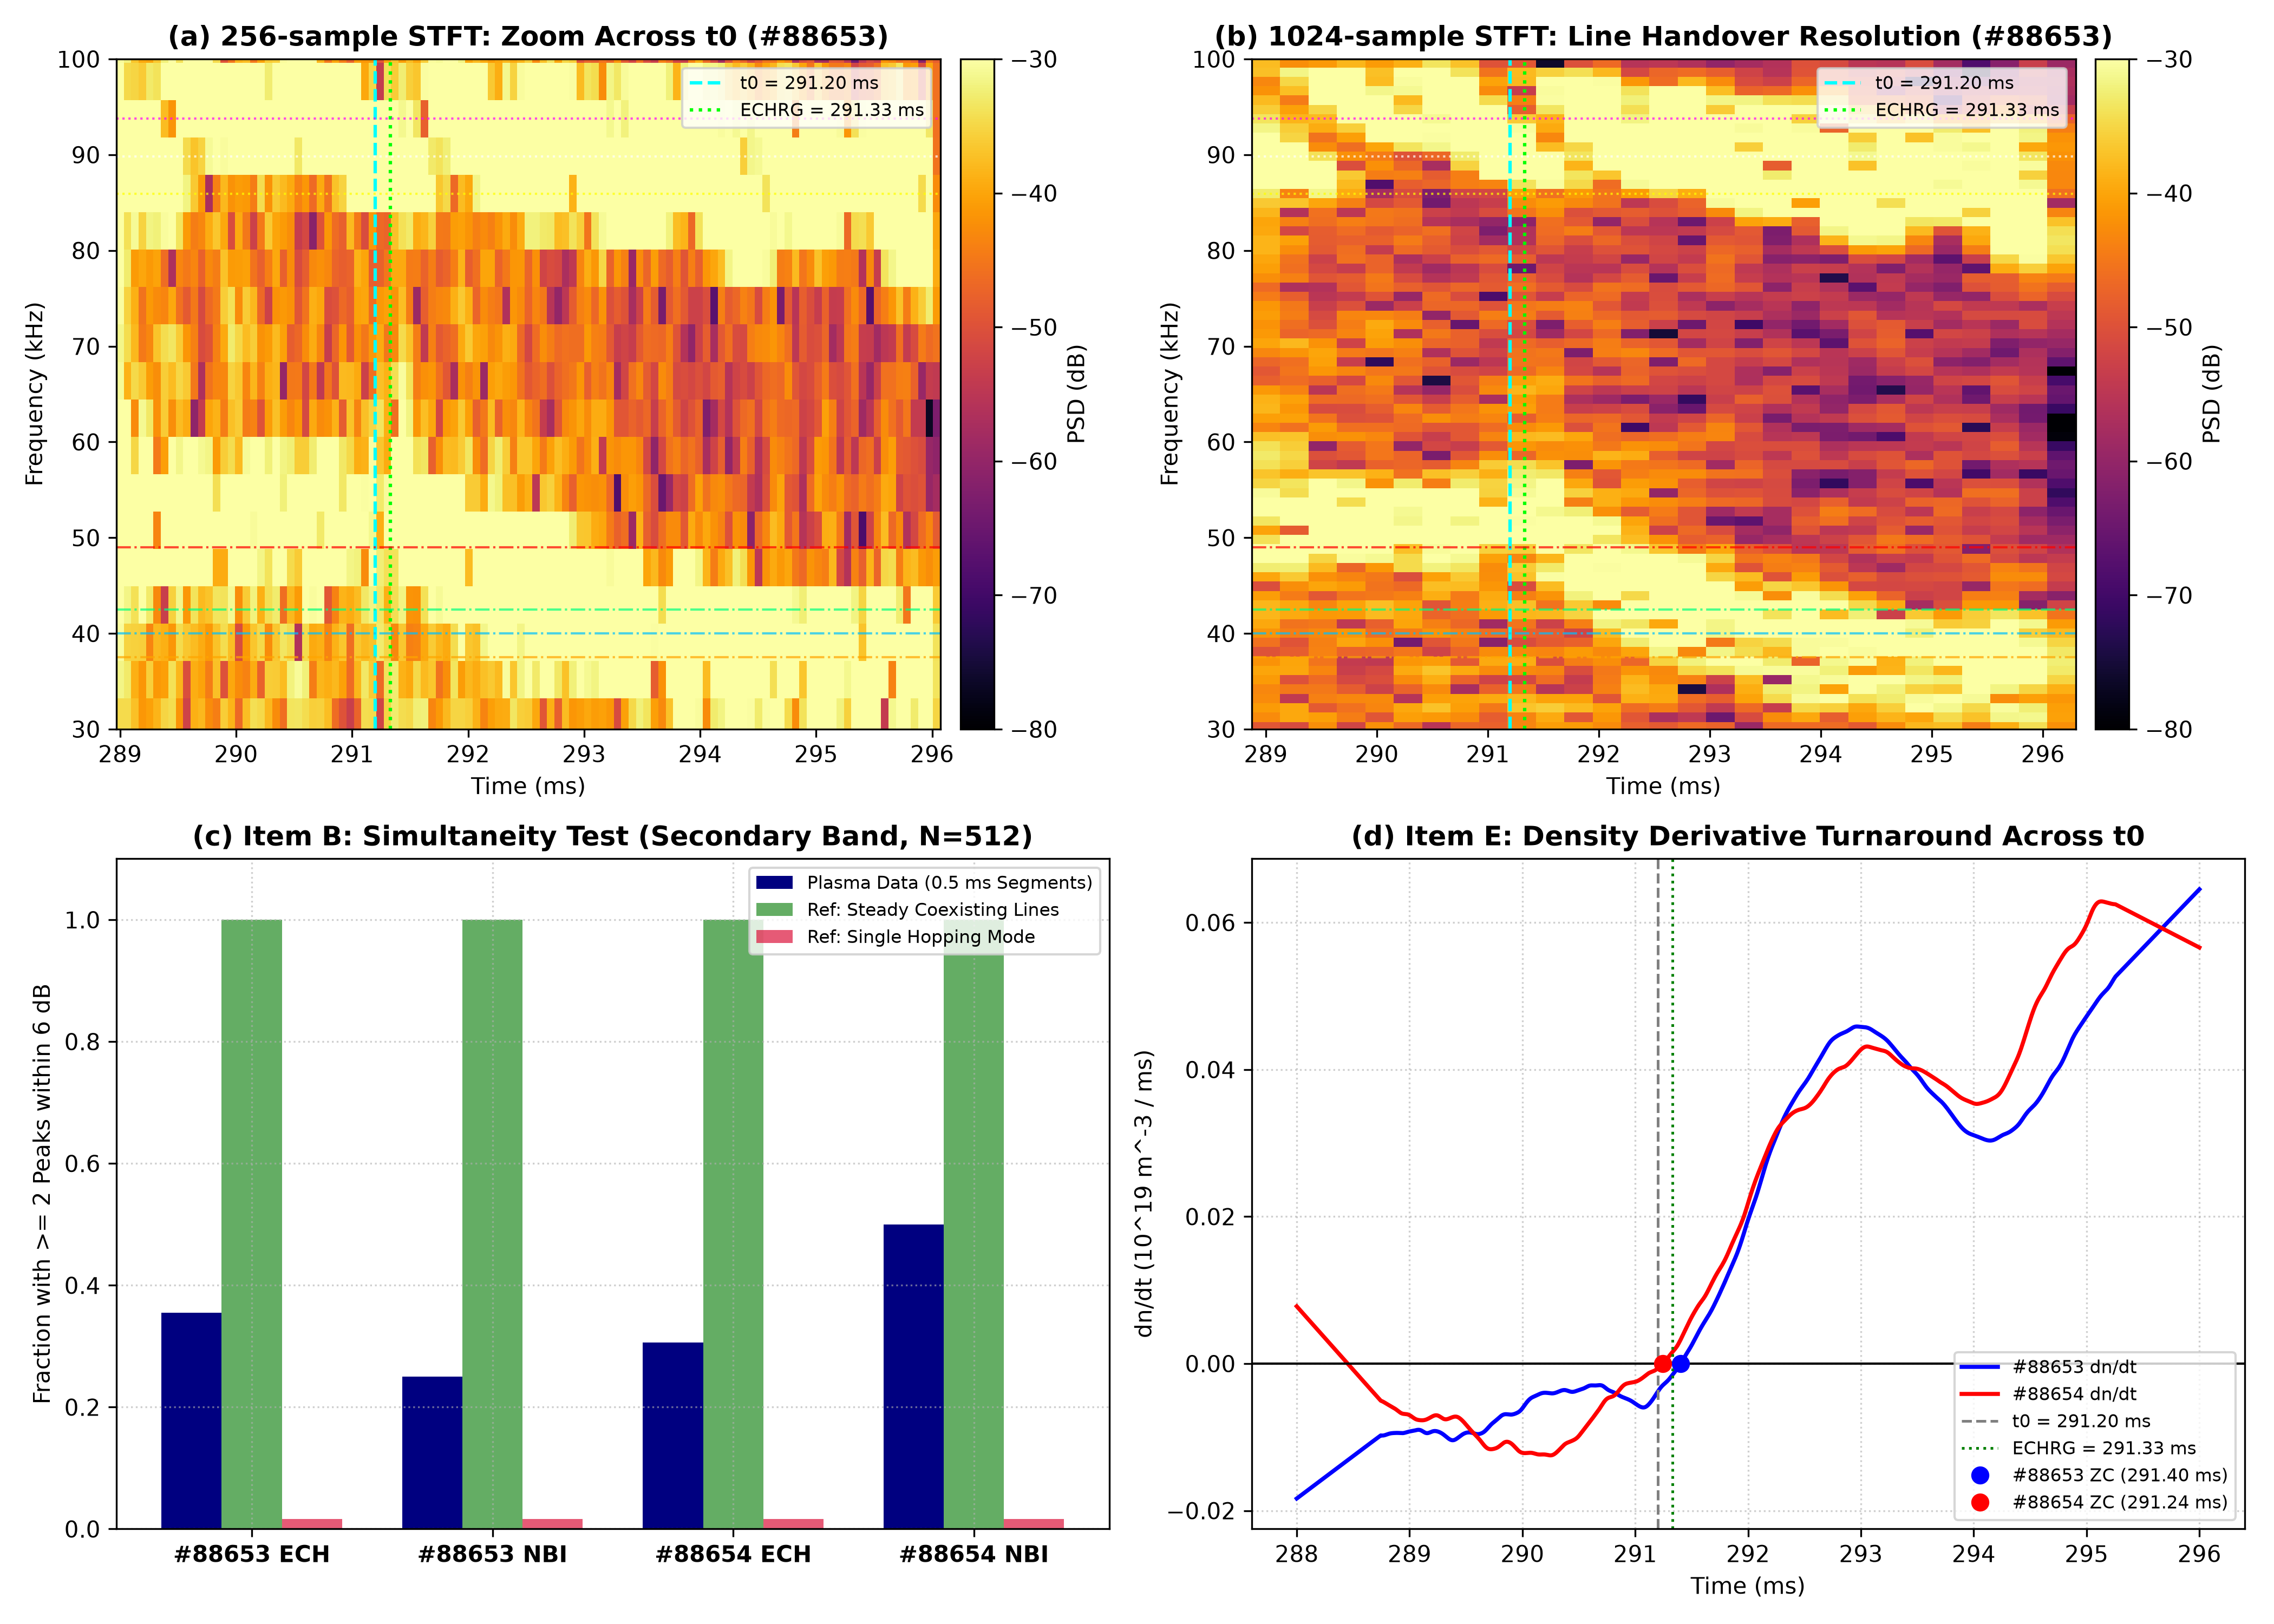 (a) 256-sample STFT: Zoom Across t0 (#88653)
100
90
80
70
60
50
40
30
Frequency (kHz)
289 290 291 292 293 294 295 296
Time (ms)
t0 = 291.20 ms
ECHRG = 291.33 ms
−30
−40
−50
−60
−70
−80
PSD (dB)
(b) 1024-sample STFT: Line Handover Resolution (#88653)
100
90
80
70
60
50
40
30
Frequency (kHz)
289 290 291 292 293 294 295 296
Time (ms)
t0 = 291.20 ms
ECHRG = 291.33 ms
−30
−40
−50
−60
−70
−80
PSD (dB)
(c) Item B: Simultaneity Test (Secondary Band, N=512)
Plasma Data (0.5 ms Segments)
Ref: Steady Coexisting Lines
Ref: Single Hopping Mode
1.0
0.8
0.6
0.4
0.2
0.0
Fraction with >= 2 Peaks within 6 dB
#88653 ECH #88653 NBI #88654 ECH #88654 NBI
(d) Item E: Density Derivative Turnaround Across t0
0.06
0.04
0.02
0.00
−0.02
dn/dt (10^19 m^-3 / ms)
#88653 dn/dt
#88654 dn/dt
t0 = 291.20 ms
ECHRG = 291.33 ms
#88653 ZC (291.40 ms)
#88654 ZC (291.24 ms)
288 289 290 291 292 293 294 295 296
Time (ms)